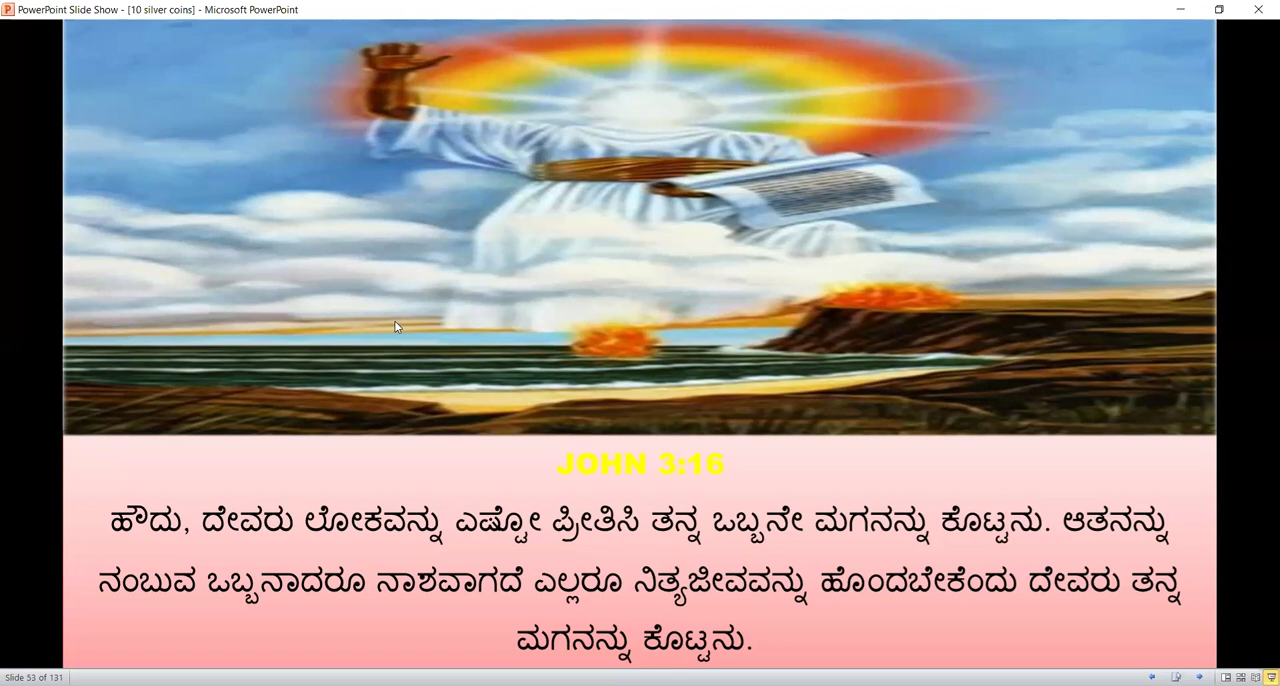 PowerPoint Slide Show - [10 silver coins] - Microsoft PowerPoint
JOHN 3:16
ಹೌದು, ದೇವರು ಲೋಕವನ್ನು ಎಷ್ಟೋ ಪ್ರೀತಿಸಿ ತನ್ನ ಒಬ್ಬನೇ ಮಗನನ್ನು ಕೊಟ್ಟನು. ಆತನನ್ನು
ನಂಬುವ ಒಬ್ಬನಾದರೂ ನಾಶವಾಗದೆ ಎಲ್ಲರೂ ನಿತ್ಯಜೀವವನ್ನು ಹೊಂದಬೇಕೆಂದು ದೇವರು ತನ್ನ
ಮಗನನ್ನು ಕೊಟ್ಟನು.
Slide 53 of 131